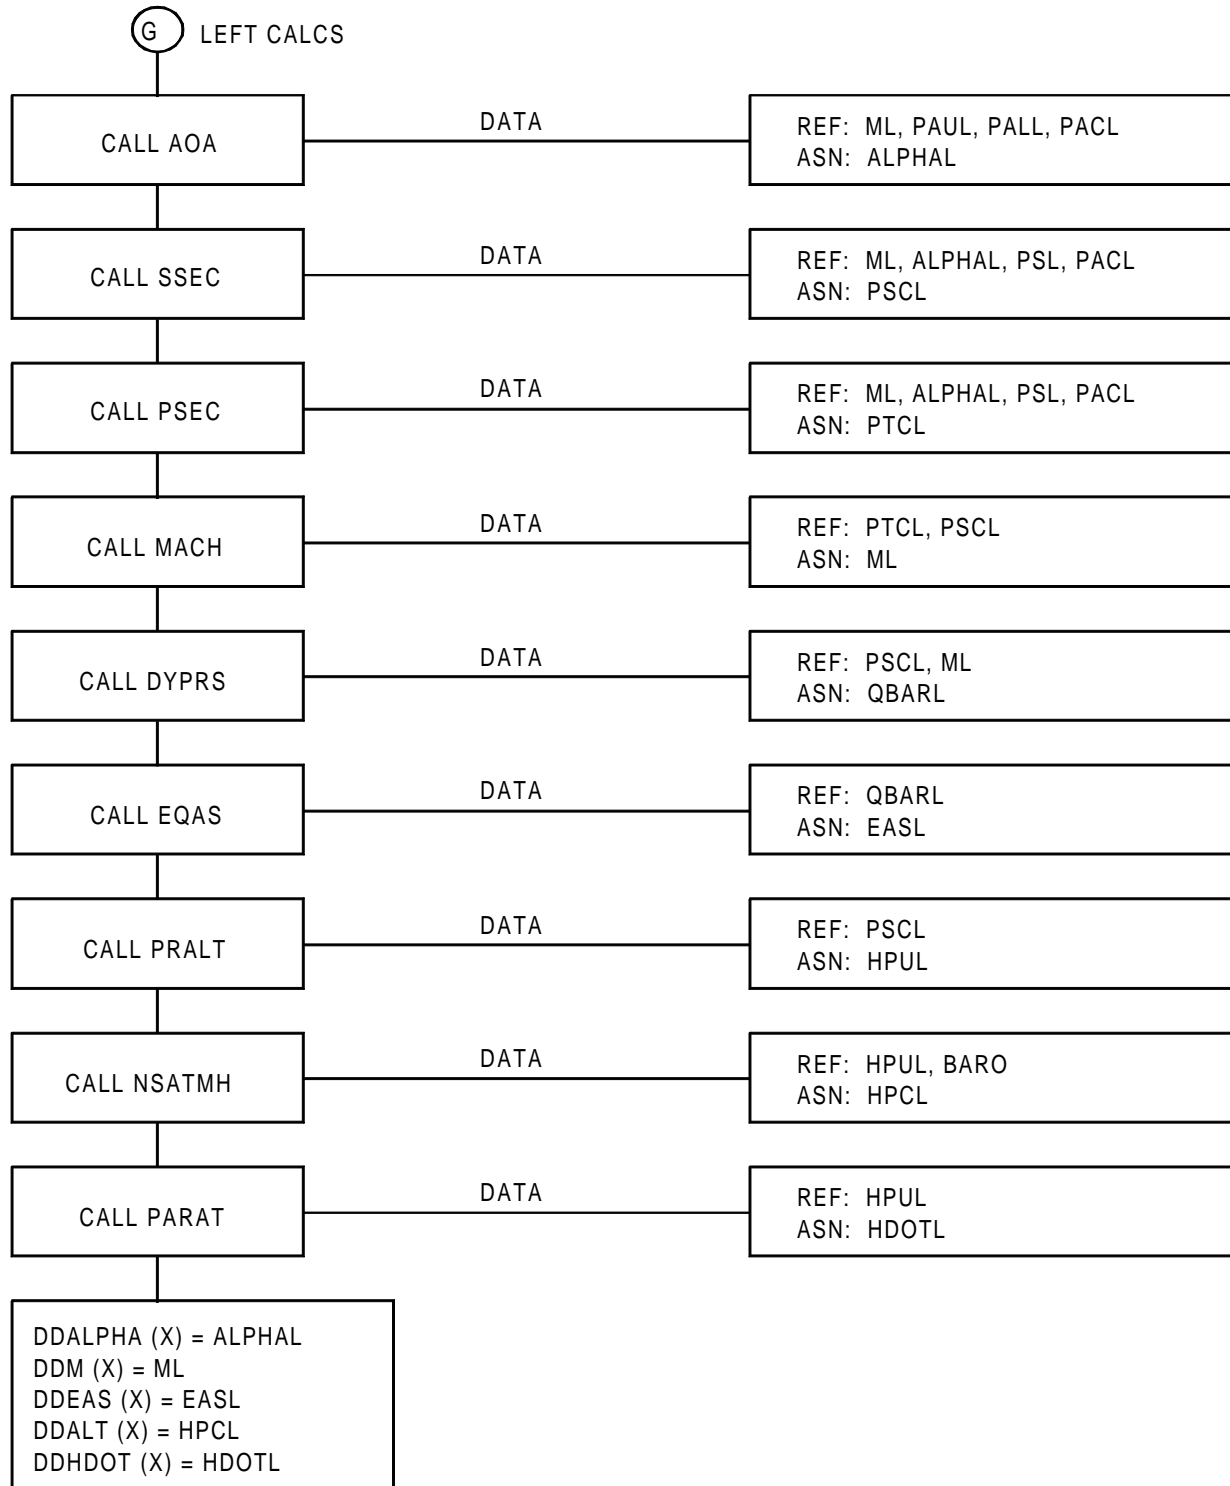 G LEFT CALCS
CALL AOA
DATA
REF: ML, PAUL, PALL, PACL
ASN: ALPHAL
CALL SSEC
DATA
REF: ML, ALPHAL, PSL, PACL
ASN: PSCL
CALL PSEC
DATA
REF: ML, ALPHAL, PSL, PACL
ASN: PTCL
CALL MACH
DATA
REF: PTCL, PSCL
ASN: ML
CALL DYPRS
DATA
REF: PSCL, ML
ASN: QBARL
CALL EQAS
DATA
REF: QBARL
ASN: EASL
CALL PRALT
DATA
REF: PSCL
ASN: HPUL
CALL NSATMH
DATA
REF: HPUL, BARO
ASN: HPCL
CALL PARAT
DATA
REF: HPUL
ASN: HDOTL
DDALPHA (X) = ALPHAL
DDM (X) = ML
DDEAS (X) = EASL
DDALT (X) = HPCL
DDHDOT (X) = HDOTL